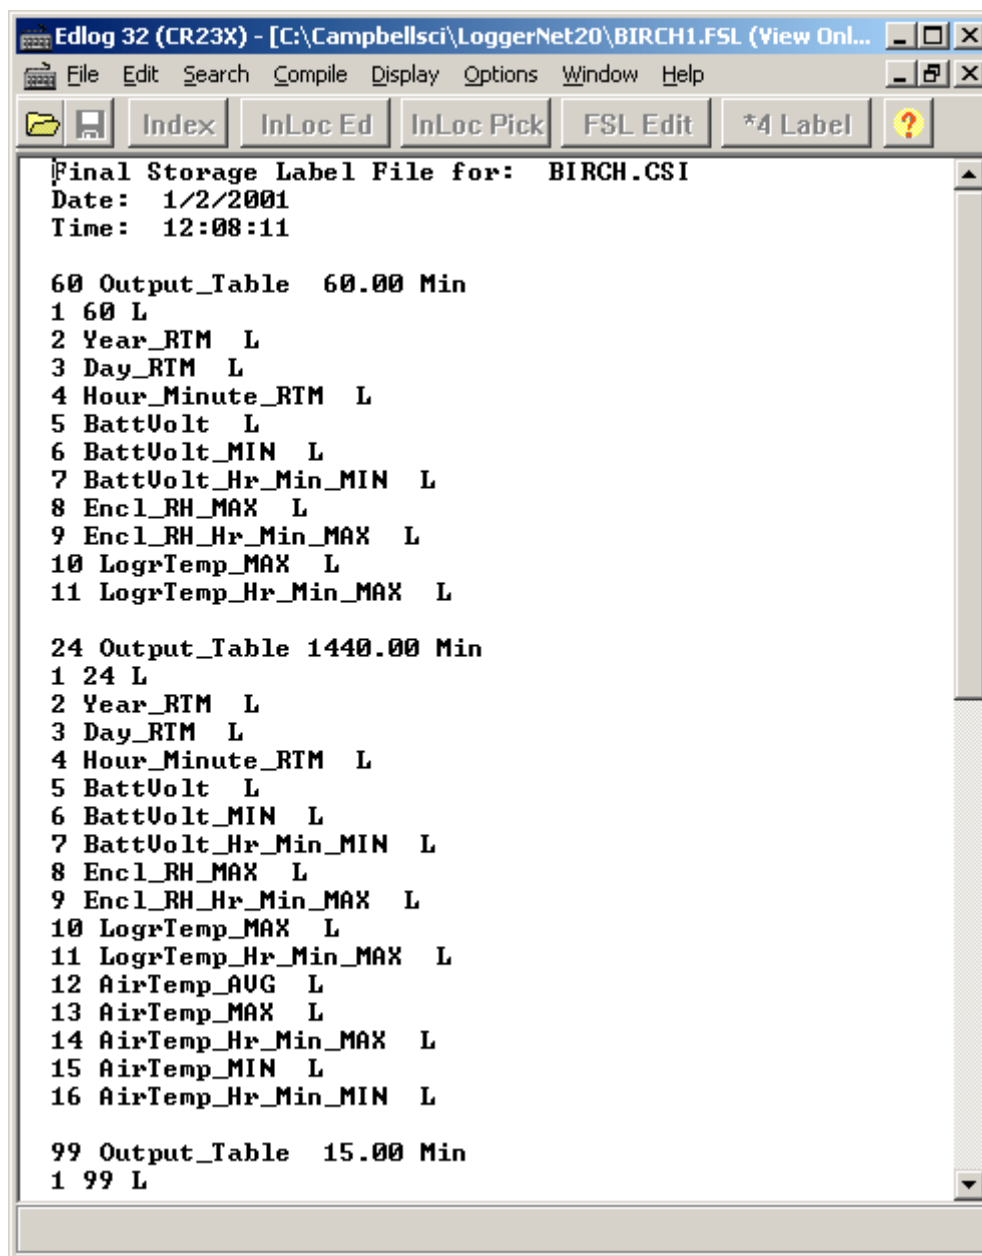 Edlog 32 (CR23X) - [C:\Campbellsci\LoggerNet20\BIRCH1.FSL (View Onl...
File Edit Search Compile Display Options Window Help
Index InLoc Ed InLoc Pick FSL Edit *4 Label ?
Final Storage Label File for: BIRCH.CSI
Date: 1/2/2001
Time: 12:08:11
60 Output_Table 60.00 Min
1 60 L
2 Year_RTM L
3 Day_RTM L
4 Hour_Minute_RTM L
5 BattVolt L
6 BattVolt_MIN L
7 BattVolt_Hr_Min_MIN L
8 Encl_RH_MAX L
9 Encl_RH_Hr_Min_MAX L
10 LogrTemp_MAX L
11 LogrTemp_Hr_Min_MAX L
24 Output_Table 1440.00 Min
1 24 L
2 Year_RTM L
3 Day_RTM L
4 Hour_Minute_RTM L
5 BattVolt L
6 BattVolt_MIN L
7 BattVolt_Hr_Min_MIN L
8 Encl_RH_MAX L
9 Encl_RH_Hr_Min_MAX L
10 LogrTemp_MAX L
11 LogrTemp_Hr_Min_MAX L
12 AirTemp_AVG L
13 AirTemp_MAX L
14 AirTemp_Hr_Min_MAX L
15 AirTemp_MIN L
16 AirTemp_Hr_Min_MIN L
99 Output_Table 15.00 Min
1 99 L